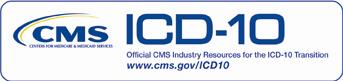 CMS
CENTERS FOR MEDICARE & MEDICAID SERVICES
ICD-10
Official CMS Industry Resources for the ICD-10 Transition
www.cms.gov/ICD10